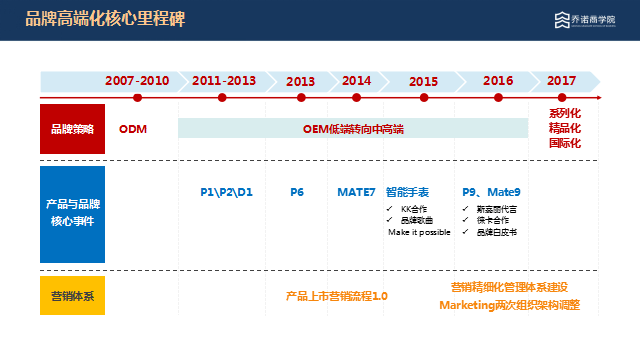 品牌高端化核心里程碑
乔诺商学院
2007-2010
2011-2013
2013
2014
2015
2016
2017
品牌策略
ODM
OEM低端转向中高端
系列化
精品化
国际化
产品与品牌
核心事件
P1\P2\D1
P6
MATE7
智能手表
P9、Mate9
✓ KK合作
✓ 品牌歌曲
Make it possible
✓ 斯嘉丽代言
✓ 徕卡合作
✓ 品牌白皮书
营销体系
产品上市营销流程1.0
营销精细化管理体系建设
Marketing两次组织架构调整